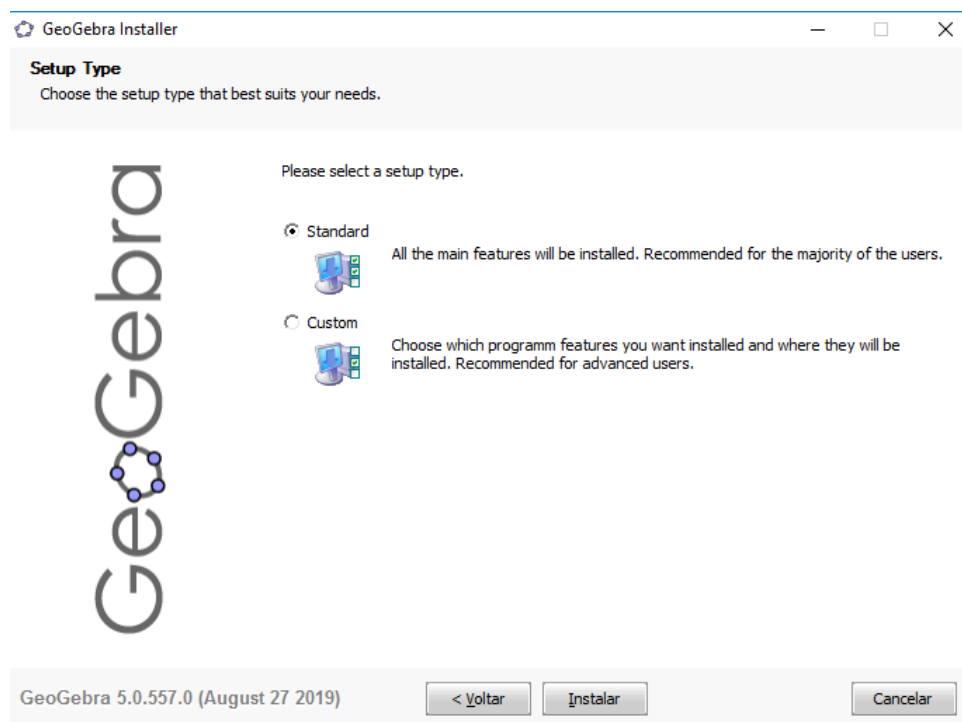 GeoGebra Installer
Setup Type
Choose the setup type that best suits your needs.
GeoGebra
Please select a setup type.
Standard
All the main features will be installed. Recommended for the majority of the users.
Custom
Choose which programm features you want installed and where they will be
installed. Recommended for advanced users.
GeoGebra 5.0.557.0 (August 27 2019)
< Voltar
Instalar
Cancelar